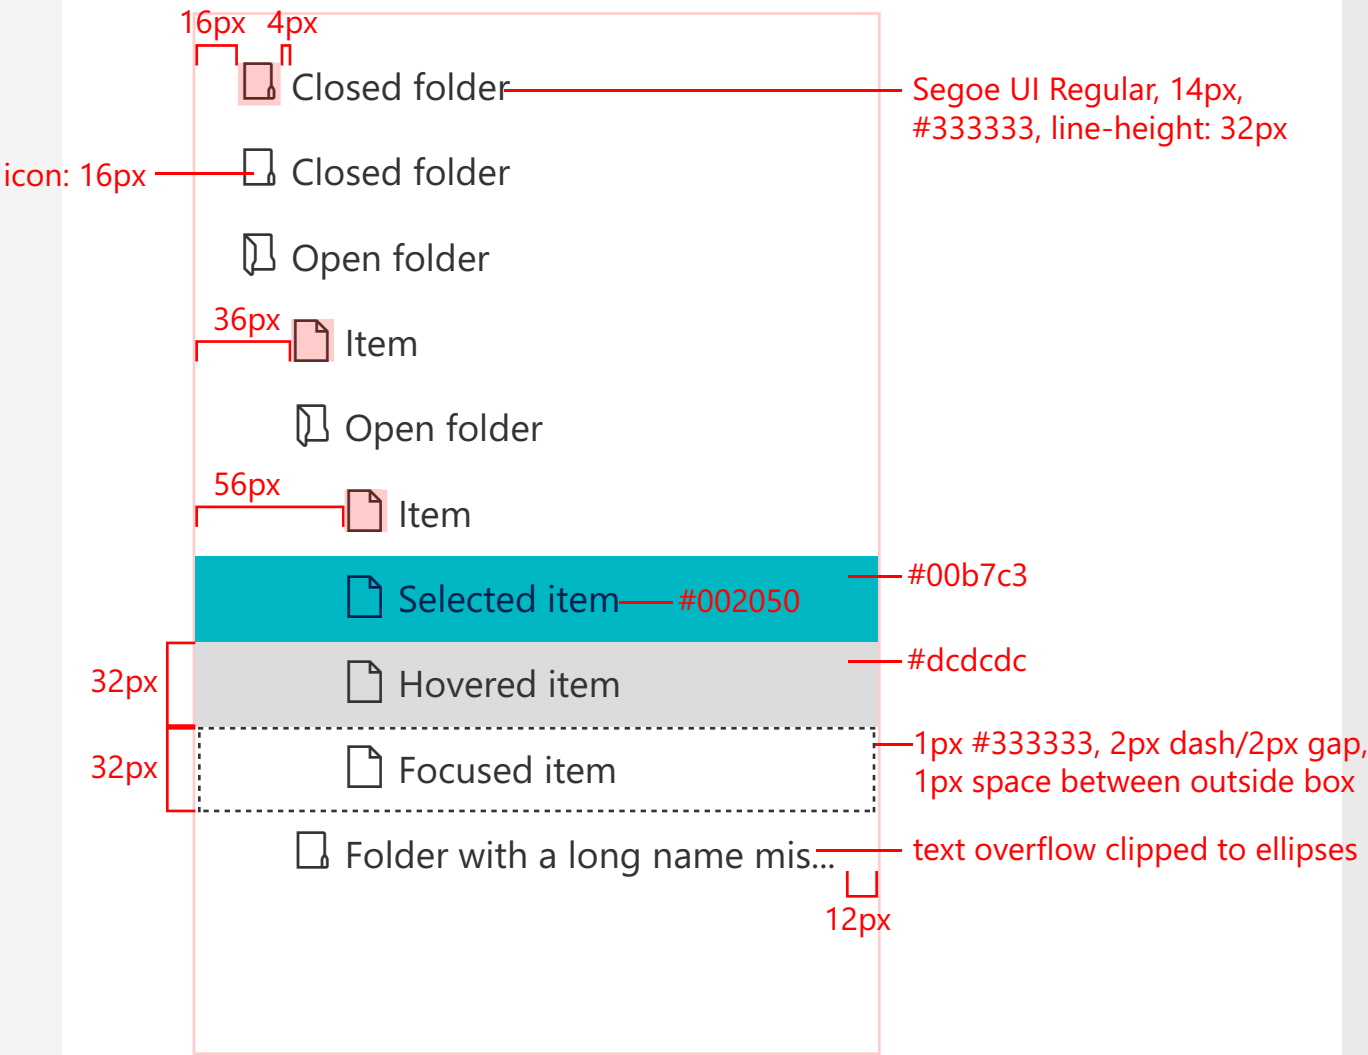 16px 4px
Closed folder
Segoe UI Regular, 14px,
#333333, line-height: 32px
icon: 16px
Closed folder
Open folder
36px
Item
Open folder
56px
Item
#00b7c3
Selected item
#002050
#dcdcdc
32px
Hovered item
1px #333333, 2px dash/2px gap,
32px
Focused item
1px space between outside box
Folder with a long name mis...
text overflow clipped to ellipses
12px